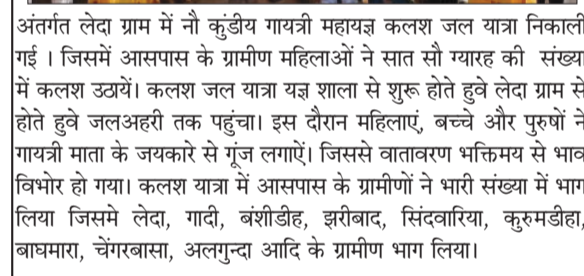 अंतर्गत लेदा ग्राम में नौ कुंडीय गायत्री महायज्ञ कलश जल यात्रा निकाली
गई । जिसमें आसपास के ग्रामीण महिलाओं ने सात सौ ग्यारह की संख्या
में कलश उठायें। कलश जल यात्रा यज्ञ शाला से शुरू होते हुवे लेदा ग्राम से
होते हुवे जलअहरी तक पहुंचा। इस दौरान महिलाएं, बच्चे और पुरुषों ने
गायत्री माता के जयकारे से गूंज लगाऐं। जिससे वातावरण भक्तिमय से भाव
विभोर हो गया। कलश यात्रा में आसपास के ग्रामीणों ने भारी संख्या में भाग
लिया जिसमे लेदा, गादी, बंशीडीह, झरीबाद, सिंदवारिया, कुरुमडीहा,
बाघमारा, चेंगरबासा, अलगुन्दा आदि के ग्रामीण भाग लिया।